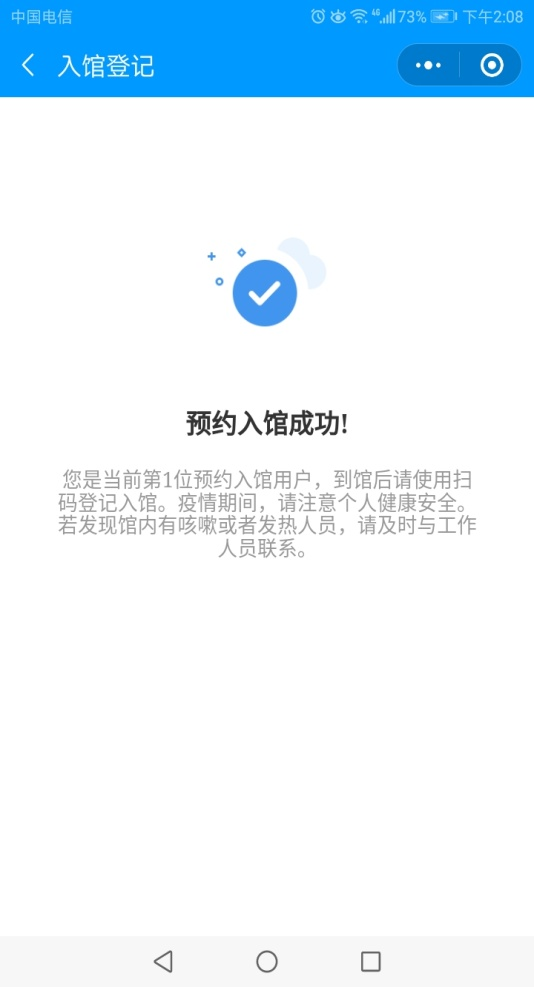 中国电信 4G 73% 下午2:08
入馆登记
预约入馆成功!
您是当前第1位预约入馆用户，到馆后请使用扫
码登记入馆。疫情期间，请注意个人健康安全。
若发现馆内有咳嗽或者发热人员，请及时与工作
人员联系。